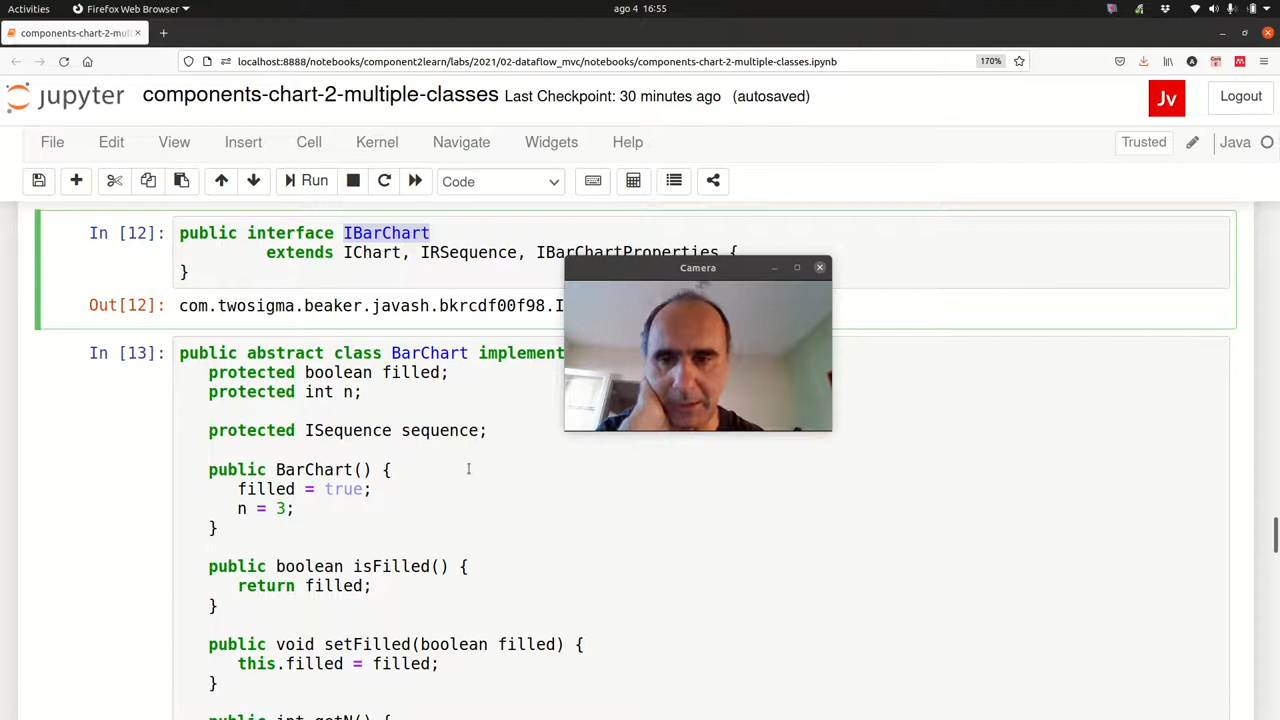 Activities
Firefox Web Browser
ago 4 16:55
components-chart-2-mult
localhost:8888/notebooks/component2learn/labs/2021/02-dataflow_mvc/notebooks/components-chart-2-multiple-classes.ipynb
170%
jupyter
components-chart-2-multiple-classes
Last Checkpoint: 30 minutes ago (autosaved)
Jv
Logout
File Edit View Insert Cell Kernel Navigate Widgets Help
Trusted
Java
Run
Code
In [12]:
public interface IBarChart
extends IChart, IRSequence, IBarChartProperties {
}
Out[12]:
com.twosigma.beaker.javash.bkrcdf00f98.I
Camera
In [13]:
public abstract class BarChart implement
protected boolean filled;
protected int n;
protected ISequence sequence;
public BarChart() {
filled = true;
n = 3;
}
public boolean isFilled() {
return filled;
}
public void setFilled(boolean filled) {
this.filled = filled;
}
public int getN() {